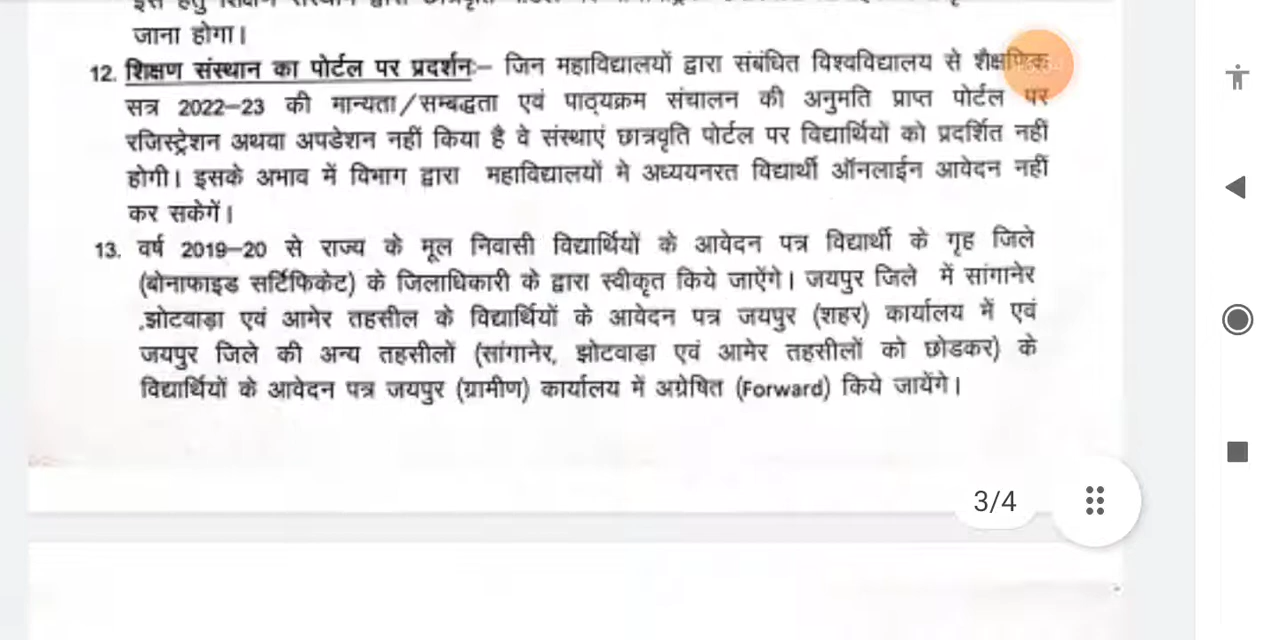 जाना होगा।
12. शिक्षण संस्थान का पोर्टल पर प्रदर्शनः– जिन महाविद्यालयों द्वारा संबंधित विश्वविद्यालय से शैक्षणिक
सत्र 2022–23 की मान्यता/सम्बद्धता एवं पाठ्यक्रम संचालन की अनुमति प्राप्त पोर्टल पर
रजिस्ट्रेशन अथवा अपडेशन नहीं किया है वे संस्थाएं छात्रवृति पोर्टल पर विद्यार्थियों को प्रदर्शित नहीं
होगी। इसके अभाव में विभाग द्वारा महाविद्यालयों मे अध्ययनरत विद्यार्थी ऑनलाईन आवेदन नहीं
कर सकेगें।
13. वर्ष 2019–20 से राज्य के मूल निवासी विद्यार्थियों के आवेदन पत्र विद्यार्थी के गृह जिले
(बोनाफाइड सर्टिफिकेट) के जिलाधिकारी के द्वारा स्वीकृत किये जाऐंगे। जयपुर जिले में सांगानेर
,झोटवाड़ा एवं आमेर तहसील के विद्यार्थियों के आवेदन पत्र जयपुर (शहर) कार्यालय में एवं
जयपुर जिले की अन्य तहसीलों (सांगानेर, झोटवाड़ा एवं आमेर तहसीलों को छोडकर) के
विद्यार्थियों के आवेदन पत्र जयपुर (ग्रामीण) कार्यालय में अग्रेषित (Forward) किये जायेंगे।
3/4